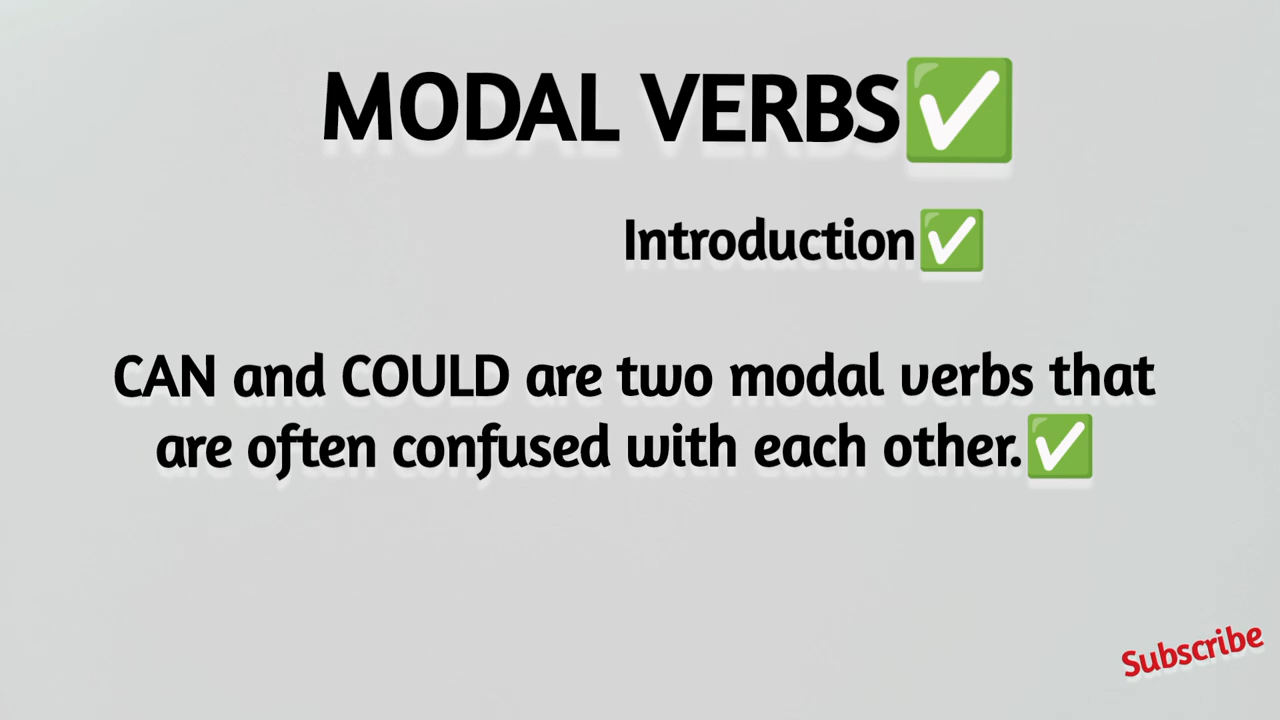 MODAL VERBS✅
Introduction✅
CAN and COULD are two modal verbs that
are often confused with each other.✅
Subscribe